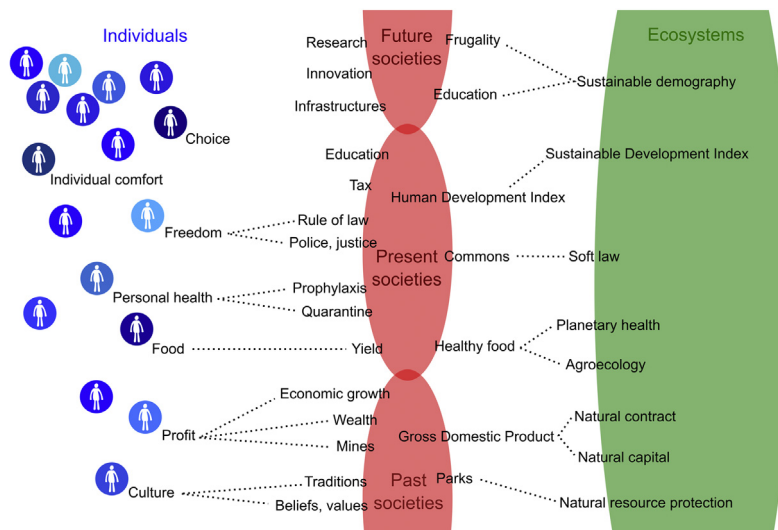 Individuals
Future
societies
Ecosystems
Research
Frugality
Innovation
Sustainable demography
Education
Infrastructures
Choice
Education
Sustainable Development Index
Individual comfort
Tax
Human Development Index
Rule of law
Freedom
Police, justice
Present
societies
Commons
Soft law
Prophylaxis
Personal health
Quarantine
Planetary health
Food
Yield
Healthy food
Agroecology
Economic growth
Natural contract
Wealth
Profit
Mines
Gross Domestic Product
Natural capital
Traditions
Past
societies
Parks
Culture
Beliefs, values
Natural resource protection